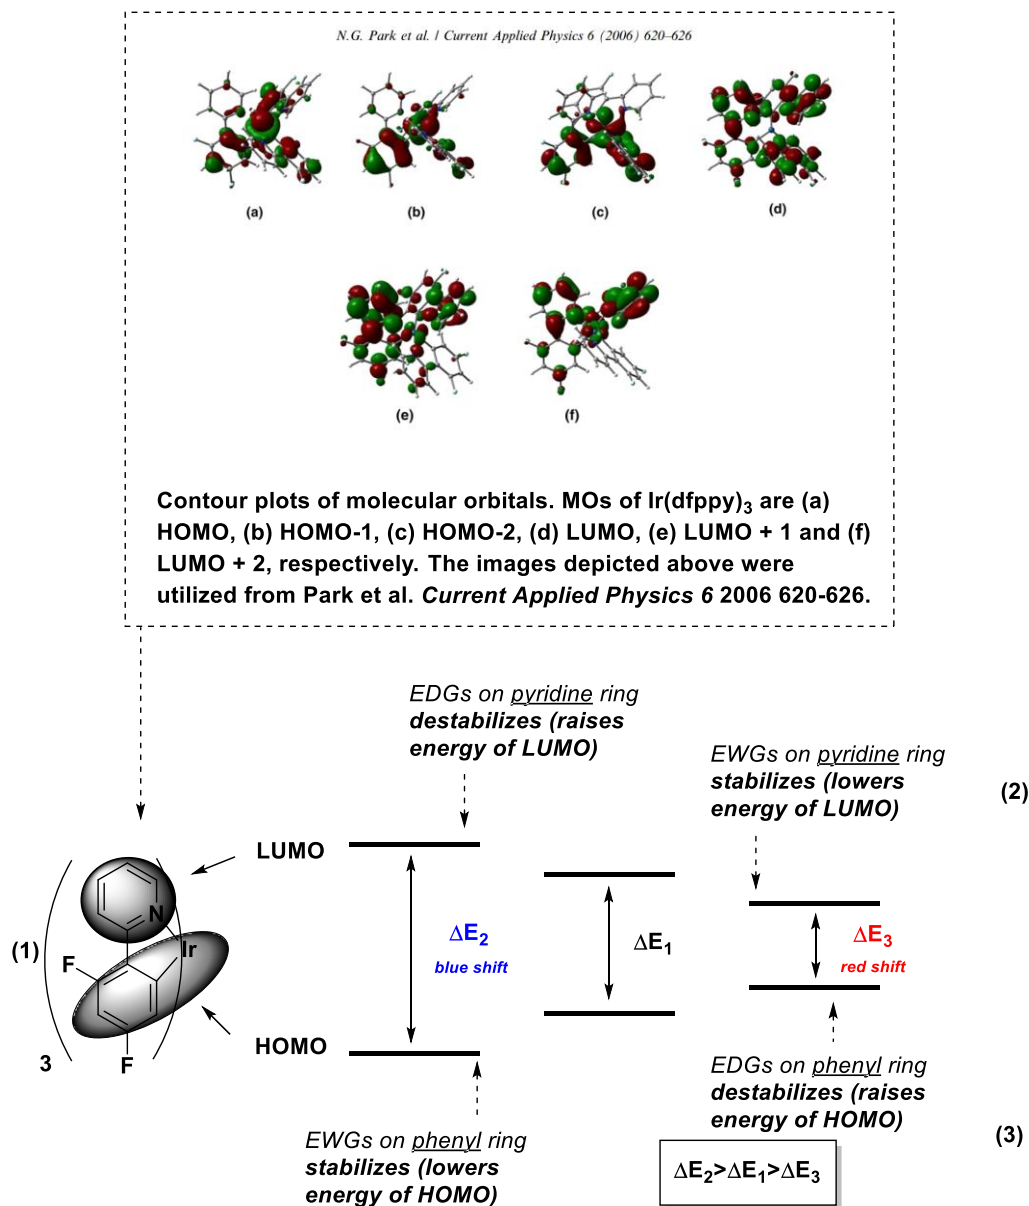 N.G. Park et al. / Current Applied Physics 6 (2006) 620–626
(a)
(b)
(c)
(d)
(e)
(f)
Contour plots of molecular orbitals. MOs of Ir(dfppy)3 are (a)
HOMO, (b) HOMO-1, (c) HOMO-2, (d) LUMO, (e) LUMO + 1 and (f)
LUMO + 2, respectively. The images depicted above were
utilized from Park et al. Current Applied Physics 6 2006 620-626.
EDGs on pyridine ring
destabilizes (raises
energy of LUMO)
EWGs on pyridine ring
stabilizes (lowers
energy of LUMO)
(2)
LUMO
N
Ir
(1)
F
F
3
ΔE2
blue shift
ΔE1
ΔE3
red shift
HOMO
EDGs on phenyl ring
destabilizes (raises
energy of HOMO)
(3)
EWGs on phenyl ring
stabilizes (lowers
energy of HOMO)
ΔE2>ΔE1>ΔE3